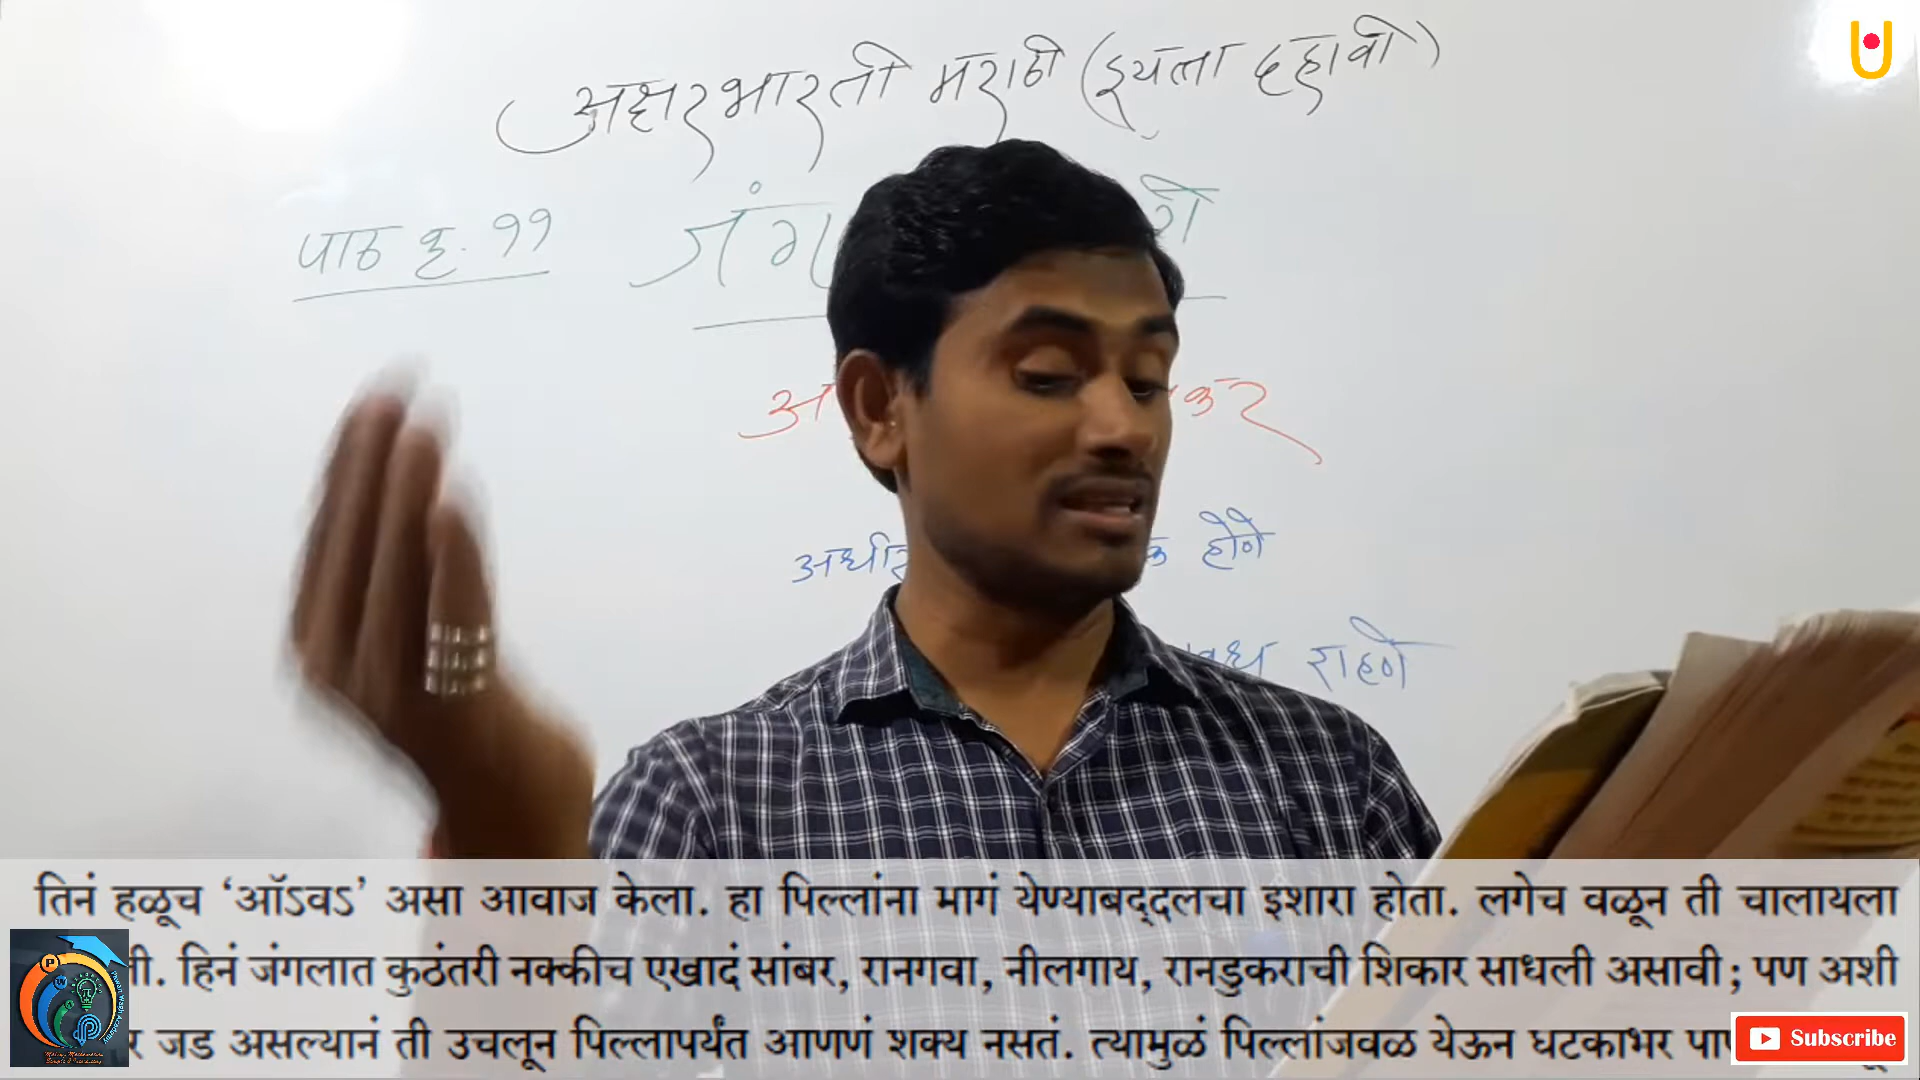 अक्षरभारती मराठी (इयत्ता दहावी)
पाठ क्र. ११ जंग
कर
होणे
राहणे
तिनं हळूच ‘ऑऽवऽ’ असा आवाज केला. हा पिल्लांना मागं येण्याबद्दलचा इशारा होता. लगेच वळून ती चालायला
हिनं जंगलात कुठंतरी नक्कीच एखादं सांबर, रानगवा, नीलगाय, रानडुकराची शिकार साधली असावी; पण अशी
जड असल्यानं ती उचलून पिल्लापर्यंत आणणं शक्य नसतं. त्यामुळं पिल्लांजवळ येऊन घटकाभर
Subscribe